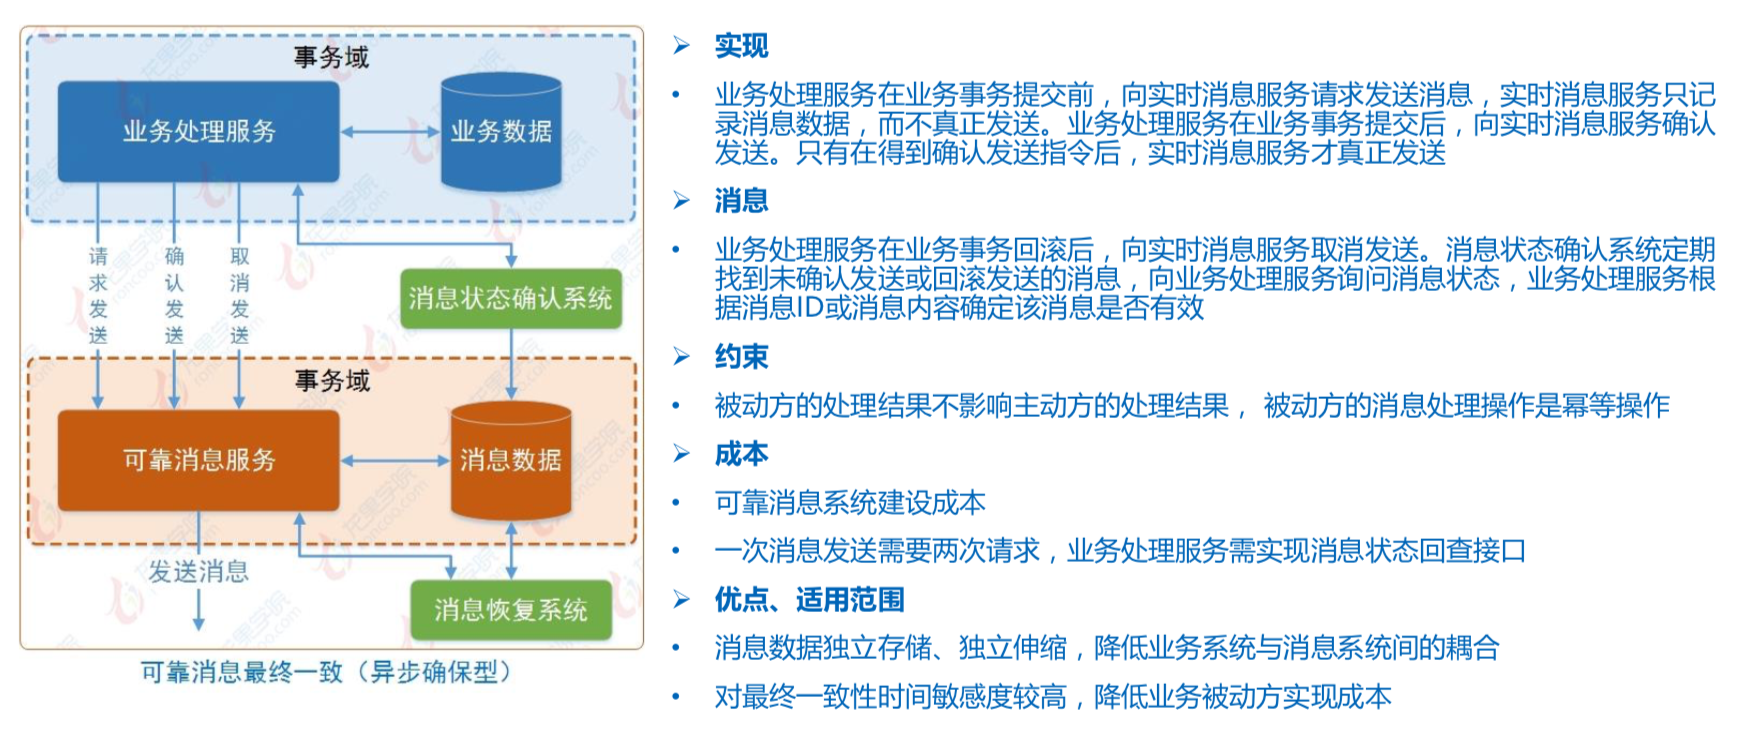 事务域
业务处理服务
业务数据
请求发送
确认发送
取消发送
消息状态确认系统
事务域
可靠消息服务
消息数据
发送消息
消息恢复系统
可靠消息最终一致（异步确保型）
➢ 实现
• 业务处理服务在业务事务提交前，向实时消息服务请求发送消息，实时消息服务只记
录消息数据，而不真正发送。业务处理服务在业务事务提交后，向实时消息服务确认
发送。只有在得到确认发送指令后，实时消息服务才真正发送
➢ 消息
• 业务处理服务在业务事务回滚后，向实时消息服务取消发送。消息状态确认系统定期
找到未确认发送或回滚发送的消息，向业务处理服务询问消息状态，业务处理服务根
据消息ID或消息内容确定该消息是否有效
➢ 约束
• 被动方的处理结果不影响主动方的处理结果， 被动方的消息处理操作是幂等操作
➢ 成本
• 可靠消息系统建设成本
• 一次消息发送需要两次请求，业务处理服务需实现消息状态回查接口
➢ 优点、适用范围
• 消息数据独立存储、独立伸缩，降低业务系统与消息系统间的耦合
• 对最终一致性时间敏感度较高，降低业务被动方实现成本
龙果学院
roncoo.com